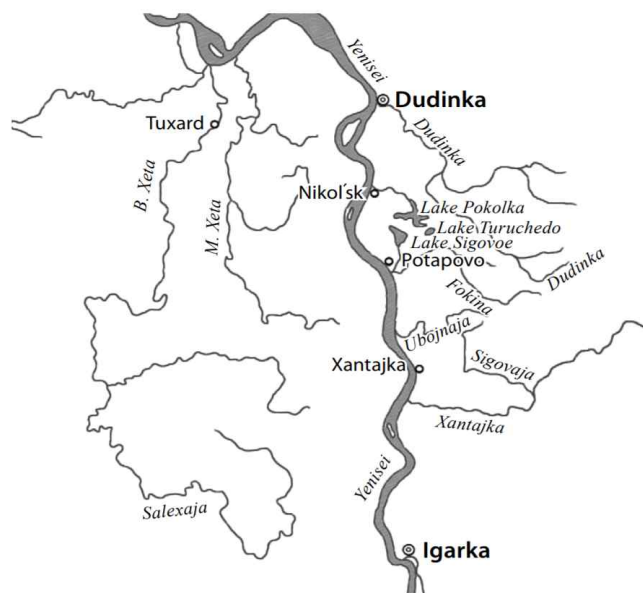 Yenisei
Dudinka
Tuxard
Dudinka
B. Xeta
M. Xeta
Nikol'sk
Lake Pokolka
Lake Turuchedo
Lake Sigovoe
Potapovo
Dudinka
Fokina
Ubojnaja
Xantajka
Sigovaja
Xantajka
Yenisei
Salexaja
Igarka